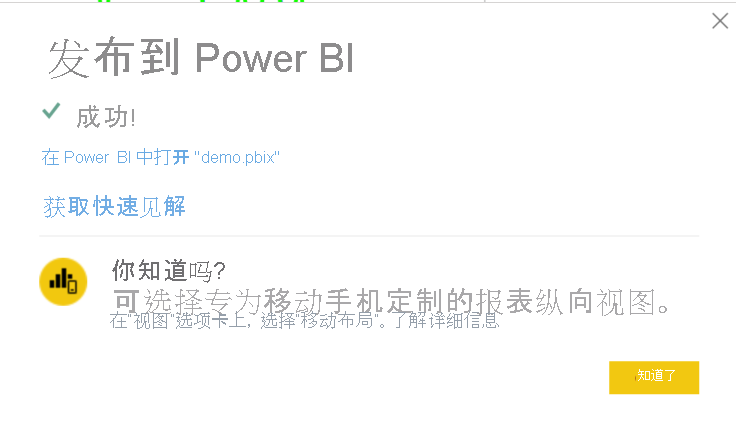 发布到 Power BI
成功!
在 Power BI 中打开 "demo.pbix"
获取快速见解
你知道吗?
可选择专为移动手机定制的报表纵向视图。
在"视图"选项卡上, 选择"移动布局"。了解详细信息
知道了